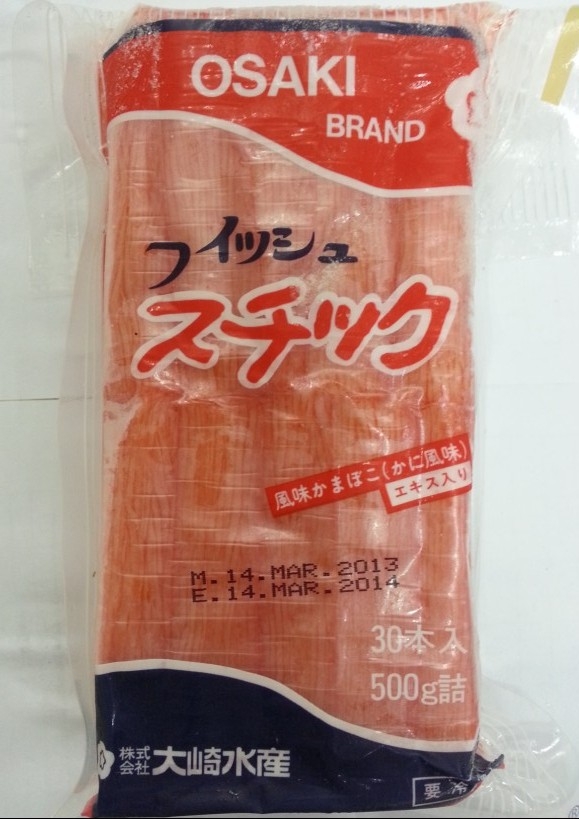 OSAKI
BRAND
フィッシュ
スチック
風味かまぼこ(かに風味)
エキス入り
M.14.MAR.2013
E.14.MAR.2014
30本入
500g詰
株式会社 大崎水産
要冷